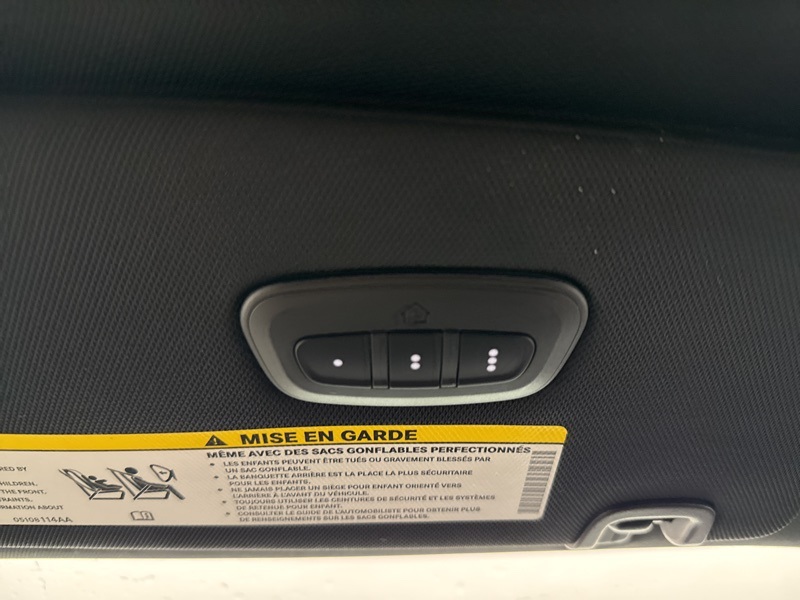 MISE EN GARDE
MÊME AVEC DES SACS GONFLABLES PERFECTIONNÉS
• LES ENFANTS PEUVENT ÊTRE TUÉS OU GRAVEMENT BLESSÉS PAR
UN SAC GONFLABLE.
• LA BANQUETTE ARRIÈRE EST LA PLACE LA PLUS SÉCURITAIRE
POUR LES ENFANTS.
• NE JAMAIS PLACER UN SIÈGE POUR ENFANT ORIENTÉ VERS
L'ARRIÈRE À L'AVANT DU VÉHICULE.
• TOUJOURS UTILISER LES CEINTURES DE SÉCURITÉ ET LES SYSTÈMES
DE RETENUE POUR ENFANT.
• CONSULTER LE GUIDE DE L'AUTOMOBILISTE POUR OBTENIR PLUS
DE RENSEIGNEMENTS SUR LES SACS GONFLABLES.
RED BY
HILDREN.
THE FRONT.
RAINTS.
ORMATION ABOUT
05108314AA